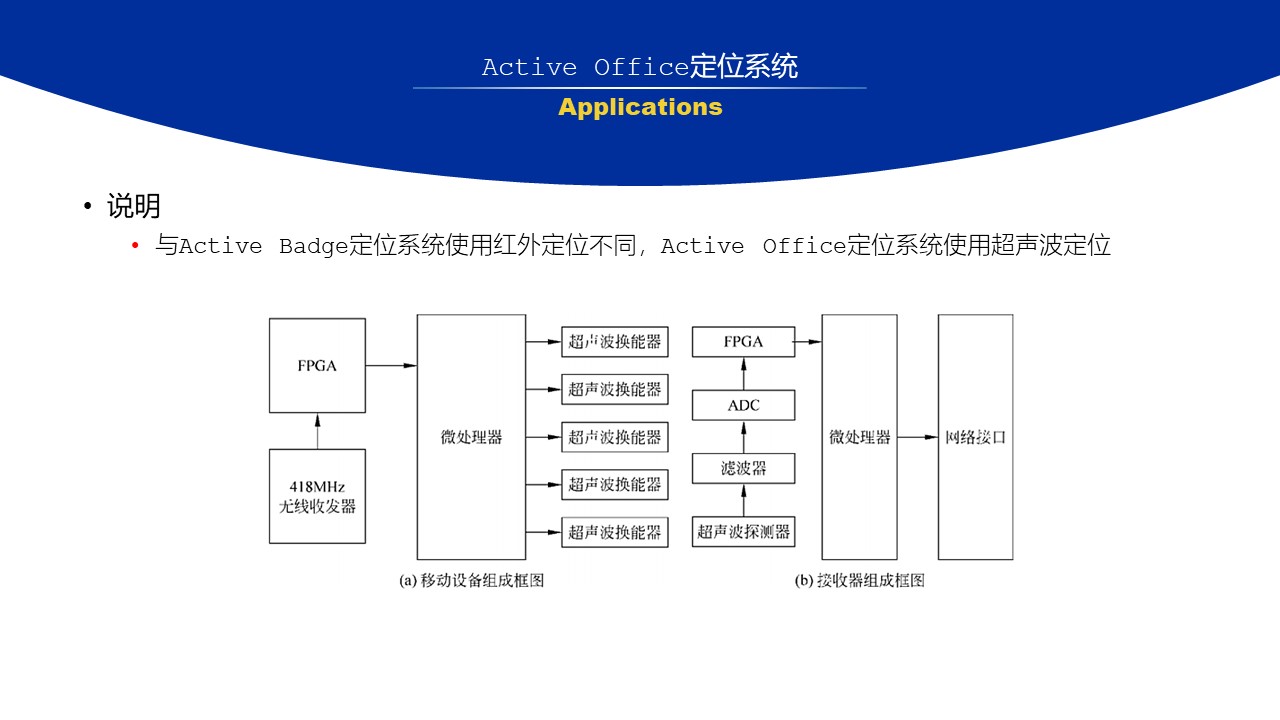 Active Office定位系统
Applications
• 说明
• 与Active Badge定位系统使用红外定位不同，Active Office定位系统使用超声波定位
FPGA
418MHz
无线收发器
微处理器
超声波换能器
超声波换能器
超声波换能器
超声波换能器
超声波换能器
(a) 移动设备组成框图
FPGA
ADC
滤波器
超声波探测器
微处理器
网络接口
(b) 接收器组成框图